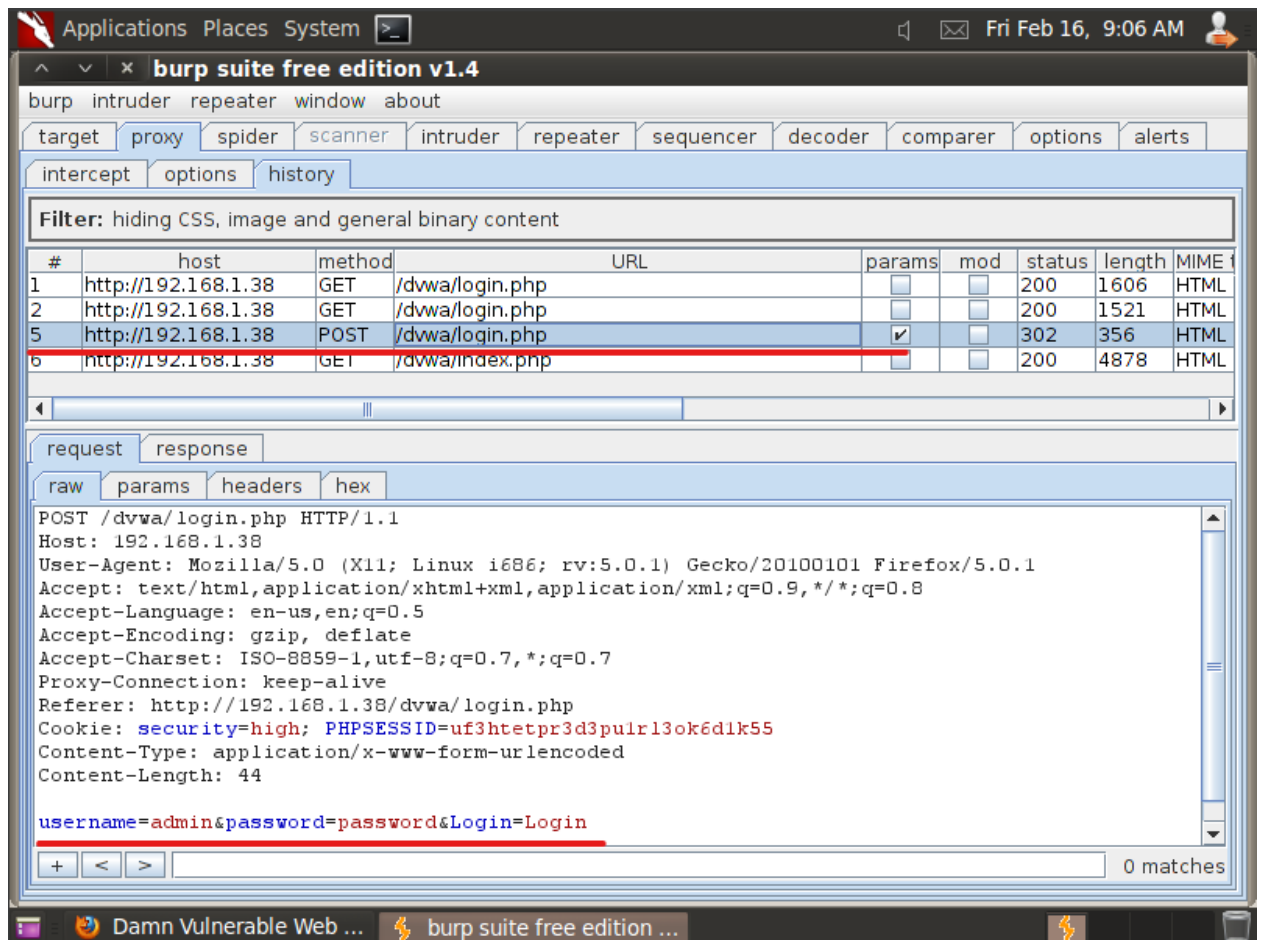 Applications Places System Fri Feb 16, 9:06 AM
burp suite free edition v1.4
burp intruder repeater window about
target proxy spider scanner intruder repeater sequencer decoder comparer options alerts
intercept options history
Filter: hiding CSS, image and general binary content
# host method URL params mod status length MIME t
1 http://192.168.1.38 GET /dvwa/login.php 200 1606 HTML
2 http://192.168.1.38 GET /dvwa/login.php 200 1521 HTML
5 http://192.168.1.38 POST /dvwa/login.php 302 356 HTML
6 http://192.168.1.38 GET /dvwa/index.php 200 4878 HTML
request response
raw params headers hex
POST /dvwa/login.php HTTP/1.1
Host: 192.168.1.38
User-Agent: Mozilla/5.0 (X11; Linux i686; rv:5.0.1) Gecko/20100101 Firefox/5.0.1
Accept: text/html,application/xhtml+xml,application/xml;q=0.9,*/*;q=0.8
Accept-Language: en-us,en;q=0.5
Accept-Encoding: gzip, deflate
Accept-Charset: ISO-8859-1,utf-8;q=0.7,*;q=0.7
Proxy-Connection: keep-alive
Referer: http://192.168.1.38/dvwa/login.php
Cookie: security=high; PHPSESSID=uf3htetpr3d3pu1rl3ok6d1k55
Content-Type: application/x-www-form-urlencoded
Content-Length: 44
username=admin&password=password&Login=Login
+ < > 0 matches
Damn Vulnerable Web ... burp suite free edition ...